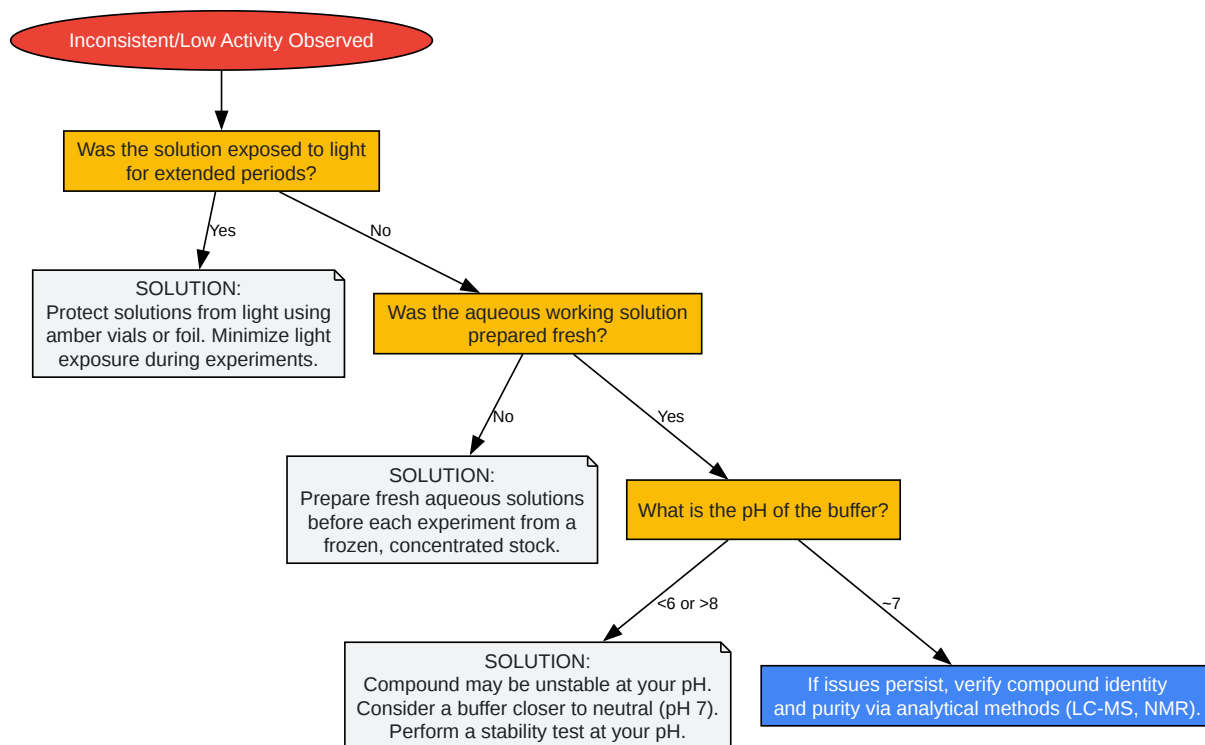 Inconsistent/Low Activity Observed
Was the solution exposed to light
for extended periods?
Yes
No
SOLUTION:
Protect solutions from light using
amber vials or foil. Minimize light
exposure during experiments.
Was the aqueous working solution
prepared fresh?
No
Yes
SOLUTION:
Prepare fresh aqueous solutions
before each experiment from a
frozen, concentrated stock.
What is the pH of the buffer?
<6 or >8
~7
SOLUTION:
Compound may be unstable at your pH.
Consider a buffer closer to neutral (pH 7).
Perform a stability test at your pH.
If issues persist, verify compound identity
and purity via analytical methods (LC-MS, NMR).